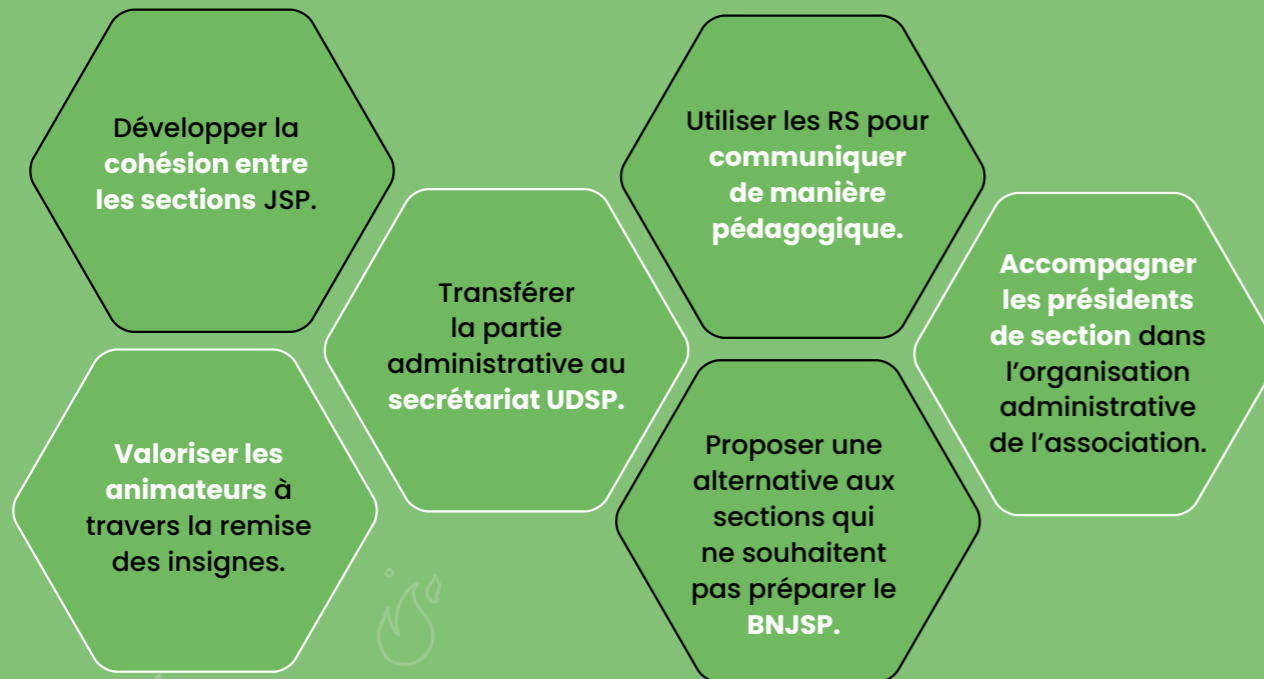 Développer la
cohésion entre
les sections JSP.
Utiliser les RS pour
communiquer
de manière
pédagogique.
Accompagner
les présidents
de section dans
l’organisation
administrative
de l’association.
Transférer
la partie
administrative au
secrétariat UDSP.
Valoriser les
animateurs à
travers la remise
des insignes.
Proposer une
alternative aux
sections qui
ne souhaitent
pas préparer le
BNJSP.